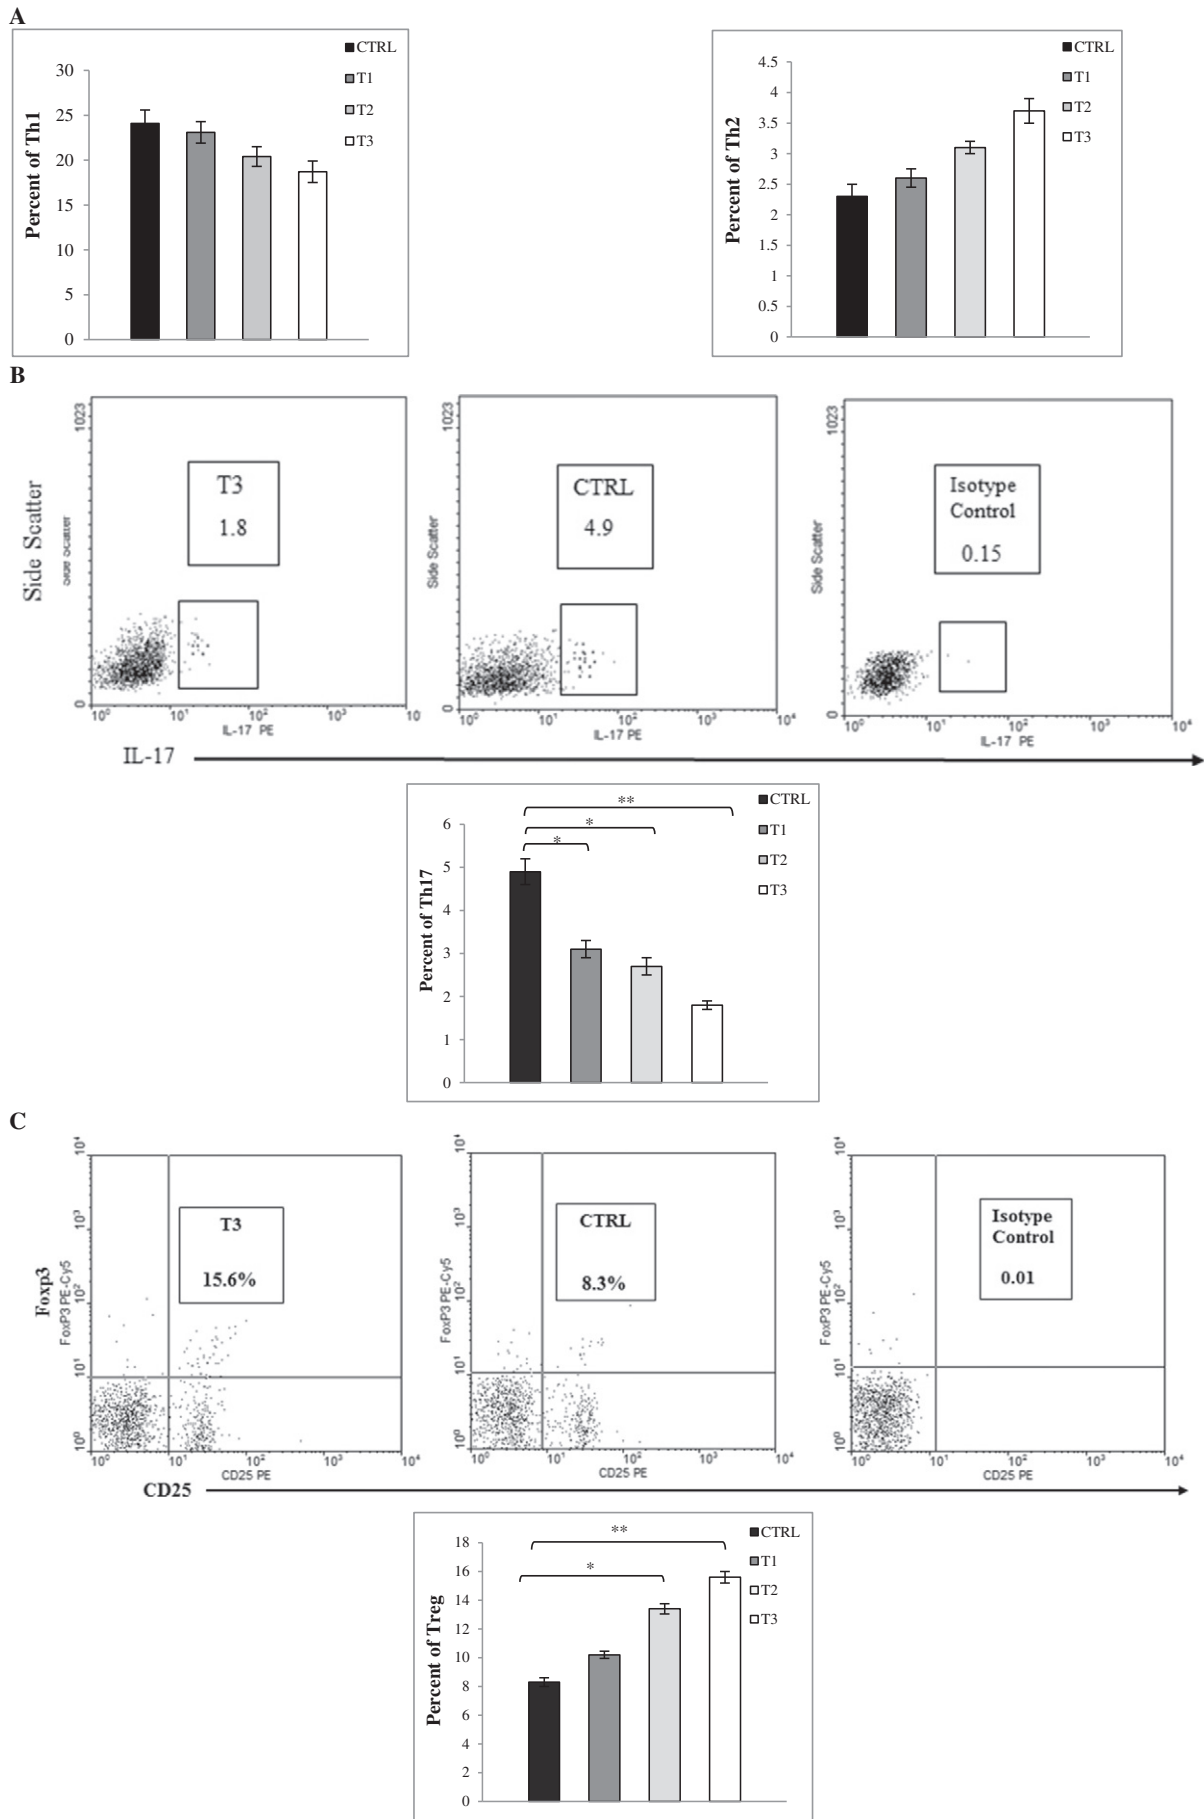 A
CTRL
T1
T2
T3
30
25
20
15
10
5
0
Percent of Th1
CTRL
T1
T2
T3
4.5
4
3.5
3
2.5
2
1.5
1
0.5
0
Percent of Th2
B
Side Scatter
Side Scatter
1023
0
T3
1.8
10⁰ 10¹ 10² 10³ 10
IL-17 PE
Side Scatter
1023
0
CTRL
4.9
10⁰ 10¹ 10² 10³ 10⁴
IL-17 PE
Side Scatter
1023
0
Isotype
Control
0.15
10⁰ 10¹ 10² 10³ 10⁴
IL-17 PE
IL-17
CTRL
T1
T2
T3
**
*
*
6
5
4
3
2
1
0
Percent of Th17
C
Foxp3
FoxP3 PE-Cy5
10⁴
10³
10²
10¹
10⁰
T3
15.6%
10⁰ 10¹ 10² 10³ 10⁴
CD25 PE
FoxP3 PE-Cy5
10⁴
10³
10²
10¹
10⁰
CTRL
8.3%
10⁰ 10¹ 10² 10³ 10⁴
CD25 PE
FoxP3 PE-Cy5
10⁴
10³
10²
10¹
10⁰
Isotype
Control
0.01
10⁰ 10¹ 10² 10³ 10⁴
CD25 PE
CD25
CTRL
T1
T2
T3
**
*
18
16
14
12
10
8
6
4
2
0
Percent of Treg